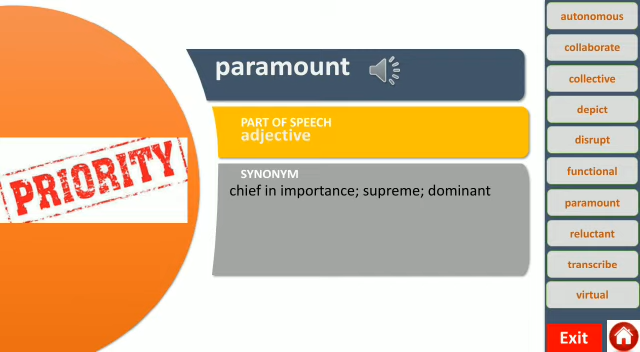 PRIORITY
paramount
PART OF SPEECH
adjective
SYNONYM
chief in importance; supreme; dominant
autonomous
collaborate
collective
depict
disrupt
functional
paramount
reluctant
transcribe
virtual
Exit